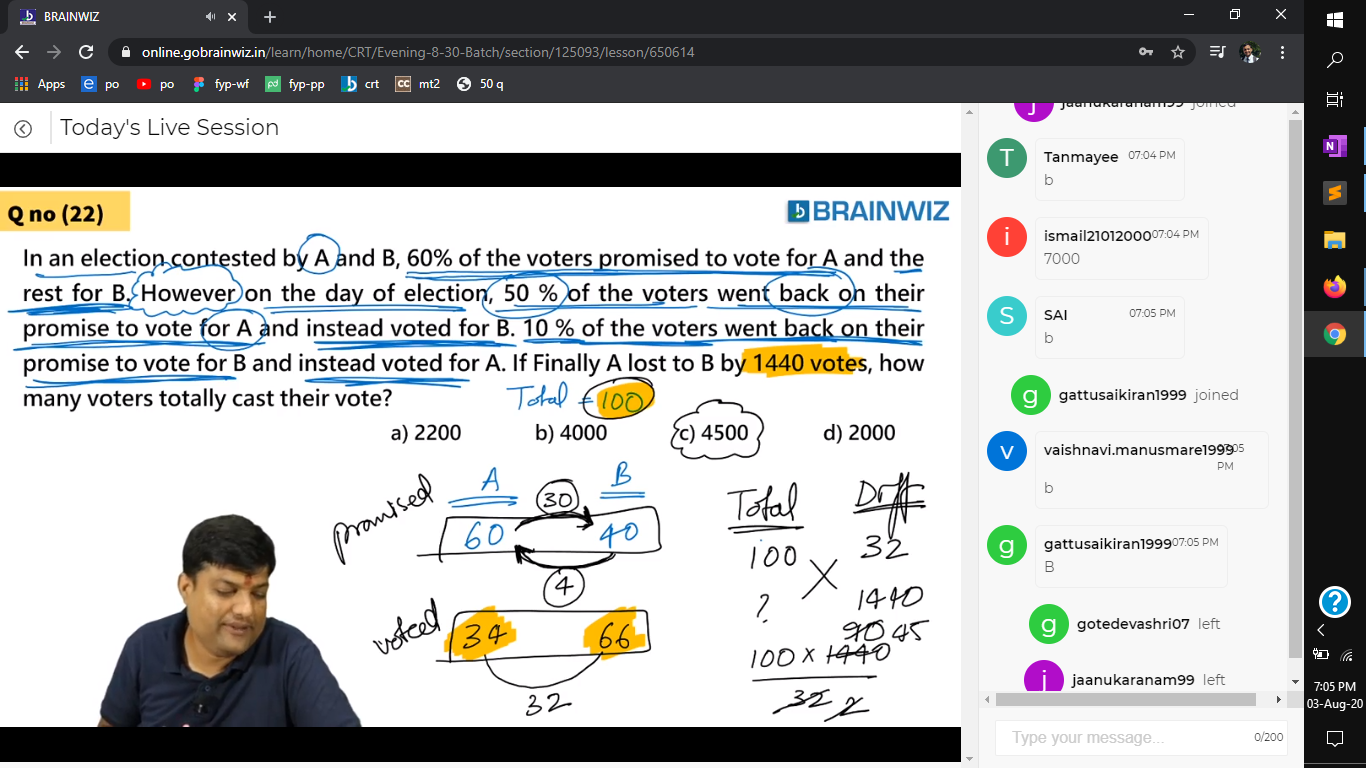 BRAINWIZ
online.gobrainwiz.in/learn/home/CRT/Evening-8-30-Batch/section/125093/lesson/650614
Apps po po fyp-wf fyp-pp crt CC mt2 50 q
Today's Live Session
Q no (22)
BRAINWIZ
In an election contested by A and B, 60% of the voters promised to vote for A and the
rest for B. However on the day of election, 50 % of the voters went back on their
promise to vote for A and instead voted for B. 10 % of the voters went back on their
promise to vote for B and instead voted for A. If Finally A lost to B by 1440 votes, how
many voters totally cast their vote?
Total = 100
a) 2200 b) 4000 c) 4500 d) 2000
A B
promised
30
60 40
4
voted
34 66
32
Total Diff
100 32
? 1440
90 45
100 × 1440
32 2
jaanukaranam99 joined
T
Tanmayee 07:04 PM
b
i
ismail21012000 07:04 PM
7000
S
SAI 07:05 PM
b
g
gattusaikiran1999 joined
v
vaishnavi.manusmare1999 07:05 PM
b
g
gattusaikiran1999 07:05 PM
B
g
gotedevashri07 left
j
jaanukaranam99 left
Type your message... 0/200
N
?
7:05 PM
03-Aug-20